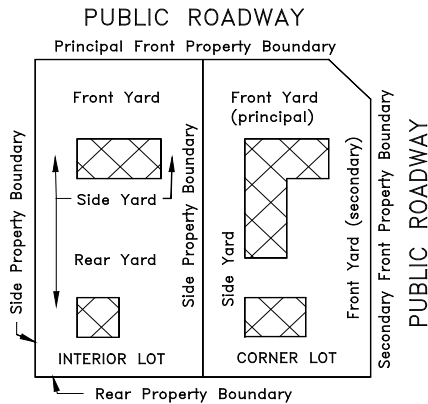 PUBLIC ROADWAY
Principal Front Property Boundary
Front Yard
Front Yard
(principal)
Side Property Boundary
Side Yard
Side Property Boundary
Front Yard (secondary)
Secondary Front Property Boundary
PUBLIC ROADWAY
Rear Yard
Side Yard
INTERIOR LOT
CORNER LOT
Rear Property Boundary